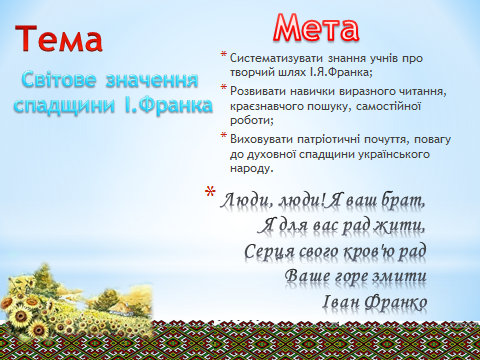 Тема
Світове значення
спадщини І.Франка
Мета
* Систематизувати знання учнів про
творчий шлях І.Я.Франка;
* Розвивати навички виразного читання,
краєзнавчого пошуку, самостійної
роботи;
* Виховувати патріотичні почуття, повагу
до духовної спадщини українського
народу.
* Люди, люди! Я ваш брат,
Я для вас рад жити,
Серця свого кров'ю рад
Ваше горе змити
Іван Франко